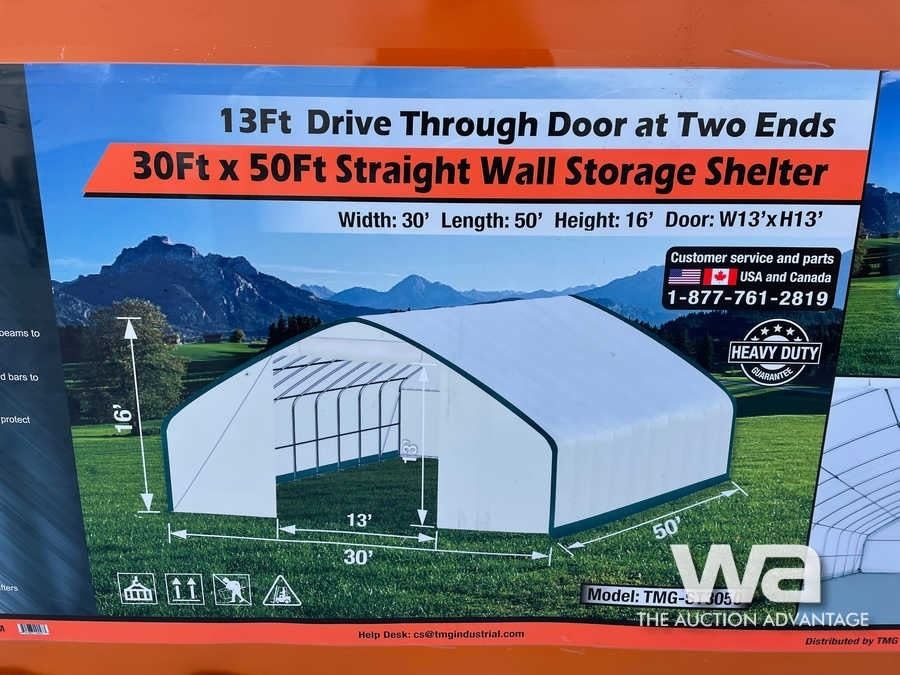 13Ft Drive Through Door at Two Ends
30Ft x 50Ft Straight Wall Storage Shelter
Width: 30' Length: 50' Height: 16' Door: W13'xH13'
Customer service and parts
USA and Canada
1-877-761-2819
HEAVY DUTY
GUARANTEE
beams to
d bars to
protect
16'
13'
30'
50'
Model: TMG-ST3050
wa
THE AUCTION ADVANTAGE
Help Desk: cs@tmgindustrial.com
Distributed by TMG